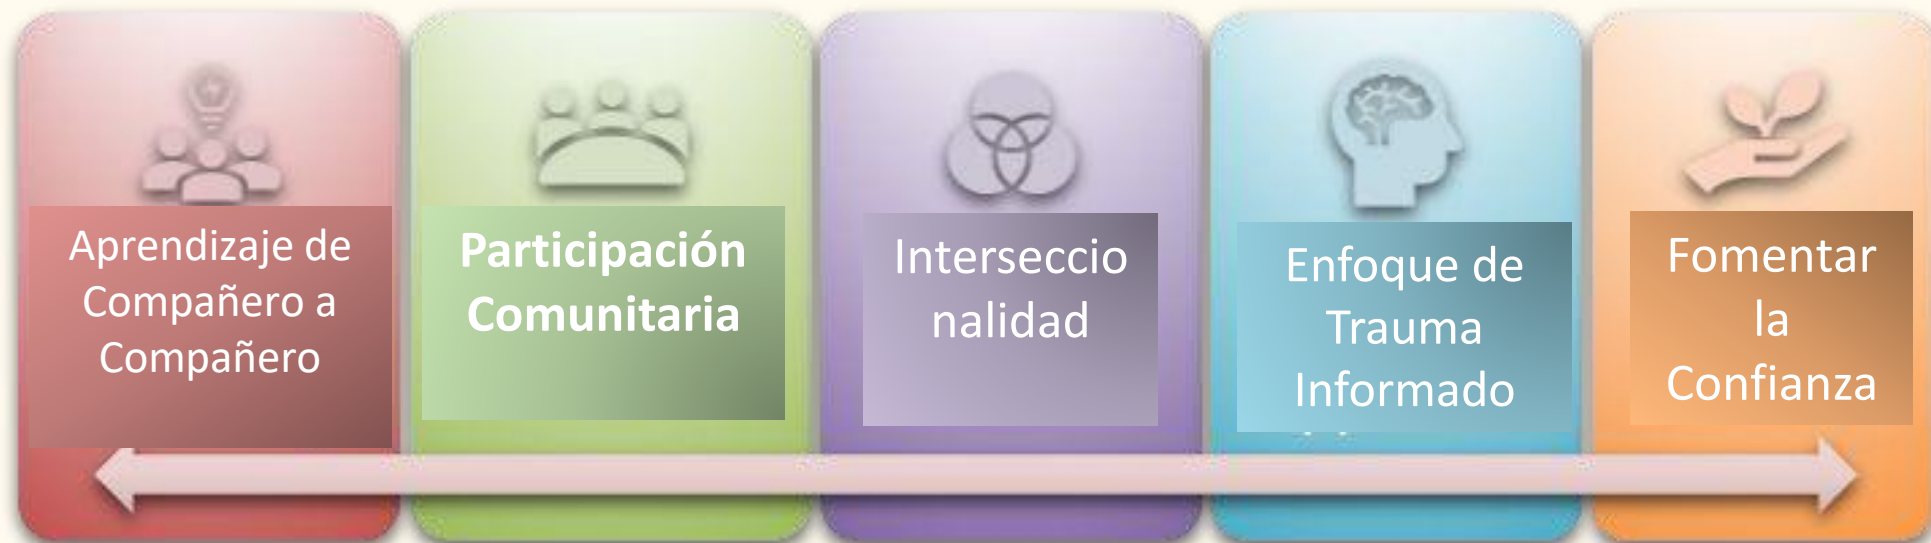 Aprendizaje de
Compañero a
Compañero
Participación
Comunitaria
Interseccio
nalidad
Enfoque de
Trauma
Informado
Fomentar
la
Confianza